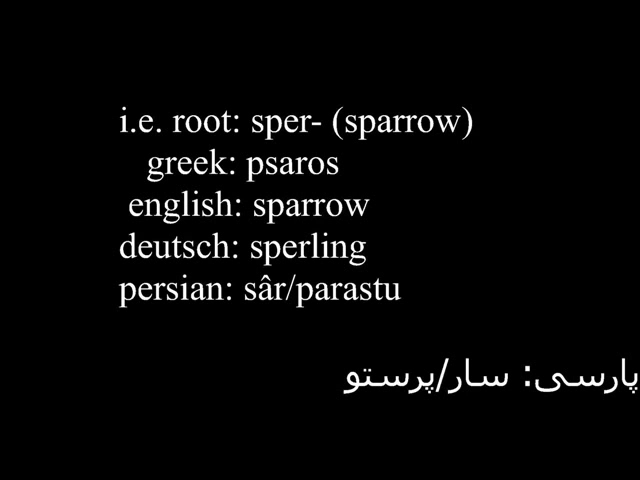 i.e. root: sper- (sparrow)
greek: psaros
english: sparrow
deutsch: sperling
persian: sâr/parastu
پارسی: سار/پرستو